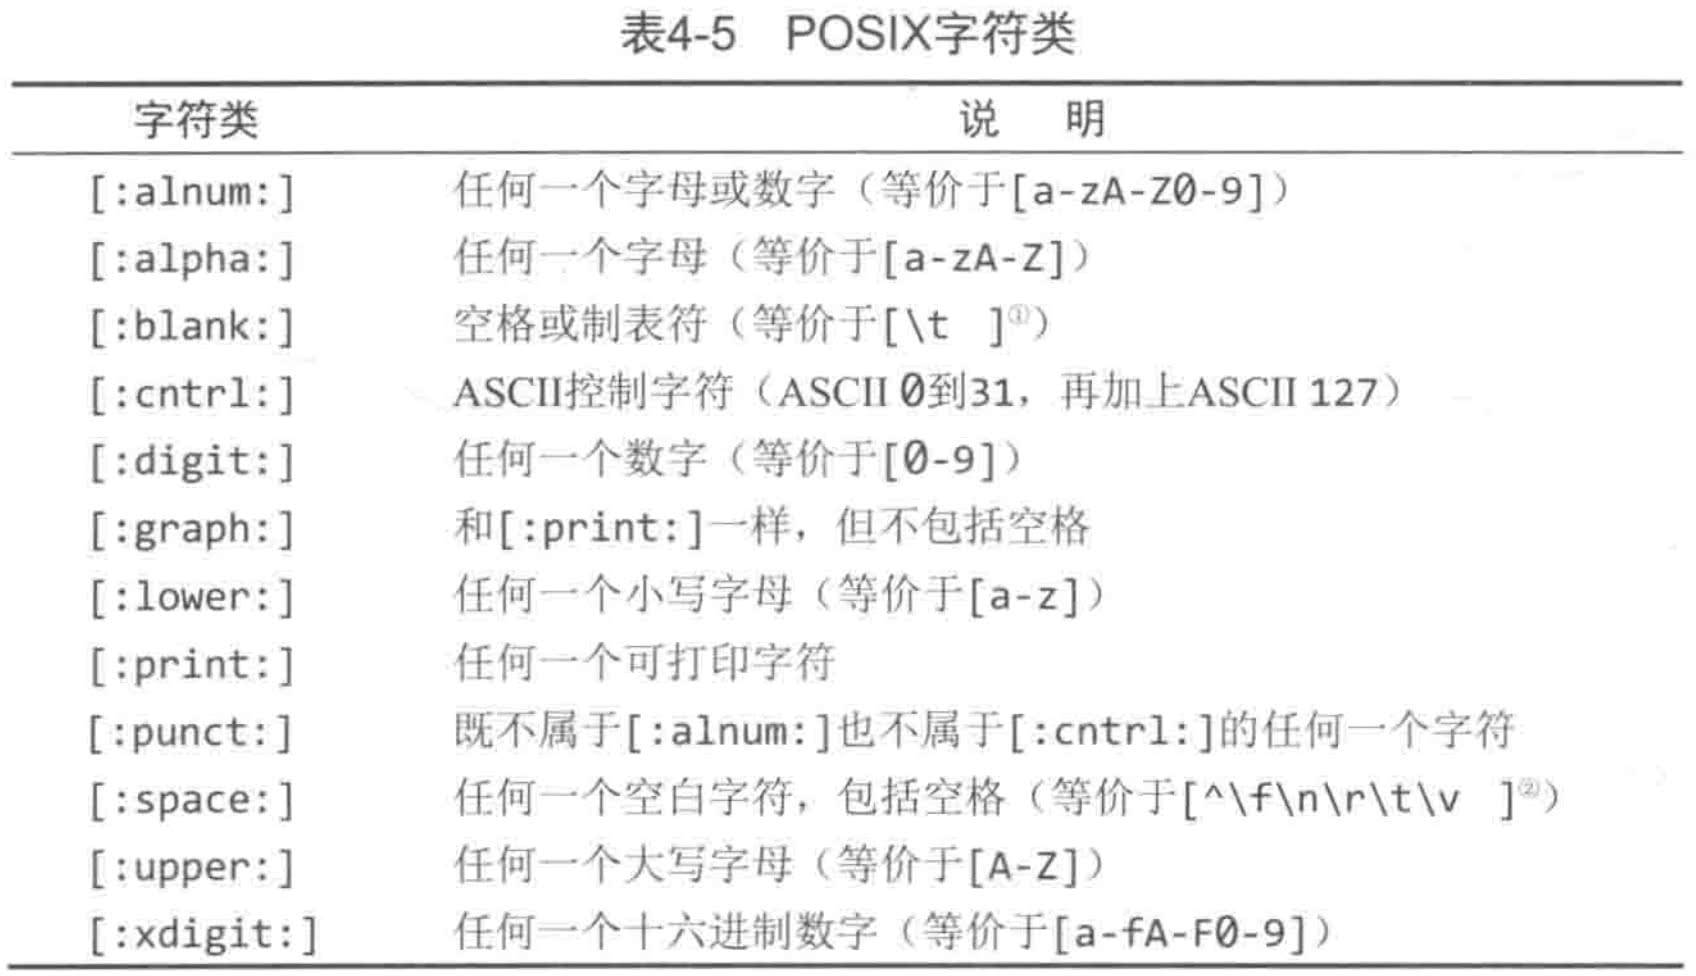 表4-5 POSIX字符类
字符类 说 明
[:alnum:] 任何一个字母或数字（等价于[a-zA-Z0-9]）
[:alpha:] 任何一个字母（等价于[a-zA-Z]）
[:blank:] 空格或制表符（等价于[\t ]①）
[:cntrl:] ASCII控制字符（ASCII 0到31，再加上ASCII 127）
[:digit:] 任何一个数字（等价于[0-9]）
[:graph:] 和[:print:]一样，但不包括空格
[:lower:] 任何一个小写字母（等价于[a-z]）
[:print:] 任何一个可打印字符
[:punct:] 既不属于[:alnum:]也不属于[:cntrl:]的任何一个字符
[:space:] 任何一个空白字符，包括空格（等价于[^\f\n\r\t\v ]②）
[:upper:] 任何一个大写字母（等价于[A-Z]）
[:xdigit:] 任何一个十六进制数字（等价于[a-fA-F0-9]）